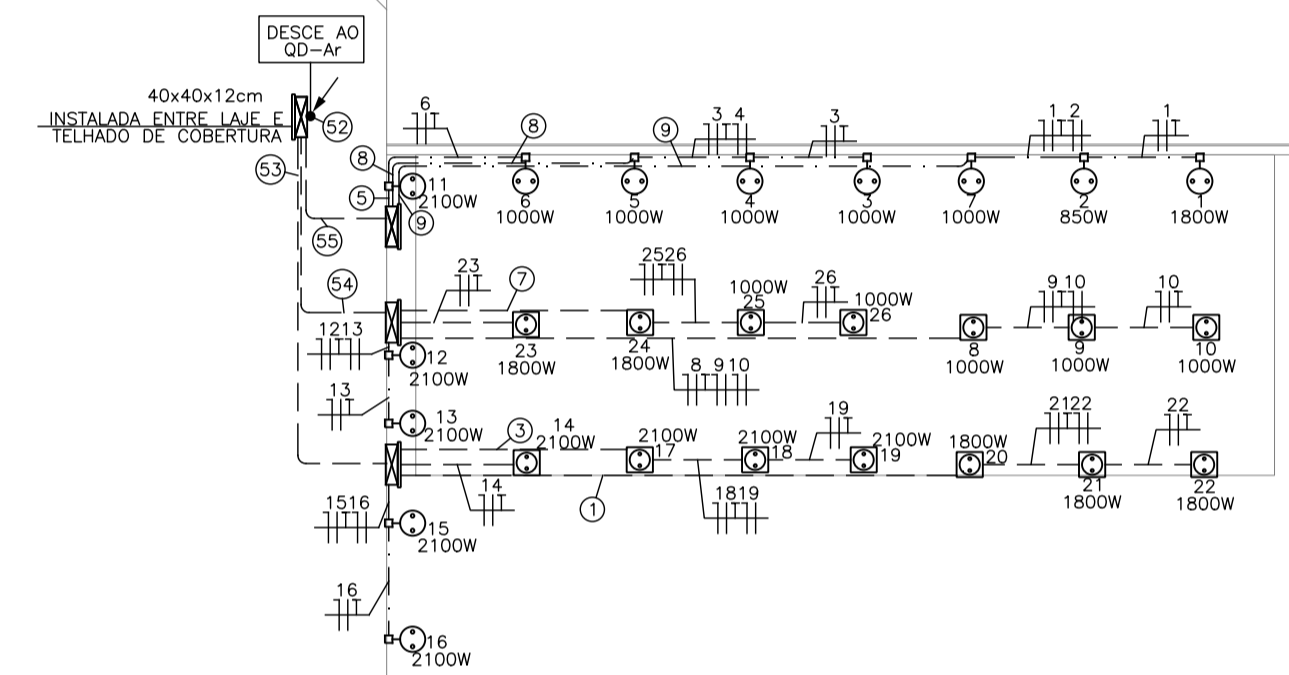 DESCE AO
QD-Ar
40x40x12cm
INSTALADA ENTRE LAJE E
TELHADO DE COBERTURA
52
53
55
54
6
T
8
9
3 4
T
3
T
1 2
T
1
T
8
5
9
11
2100W
6
1000W
5
1000W
4
1000W
3
1000W
7
1000W
2
850W
1
1800W
23
T
7
2526
T
1000W
25
26
T
1000W
26
9 10
T
10
T
23
1800W
24
1800W
8
1000W
9
1000W
10
1000W
1213
T
12
2100W
8 9 10
T
13
T
13
2100W
3
14
2100W
2100W
17
2100W
18
19
T
2100W
19
1800W
20
2122
T
22
T
21
1800W
22
1800W
14
T
1
1819
T
1516
T
15
2100W
16
T
16
2100W